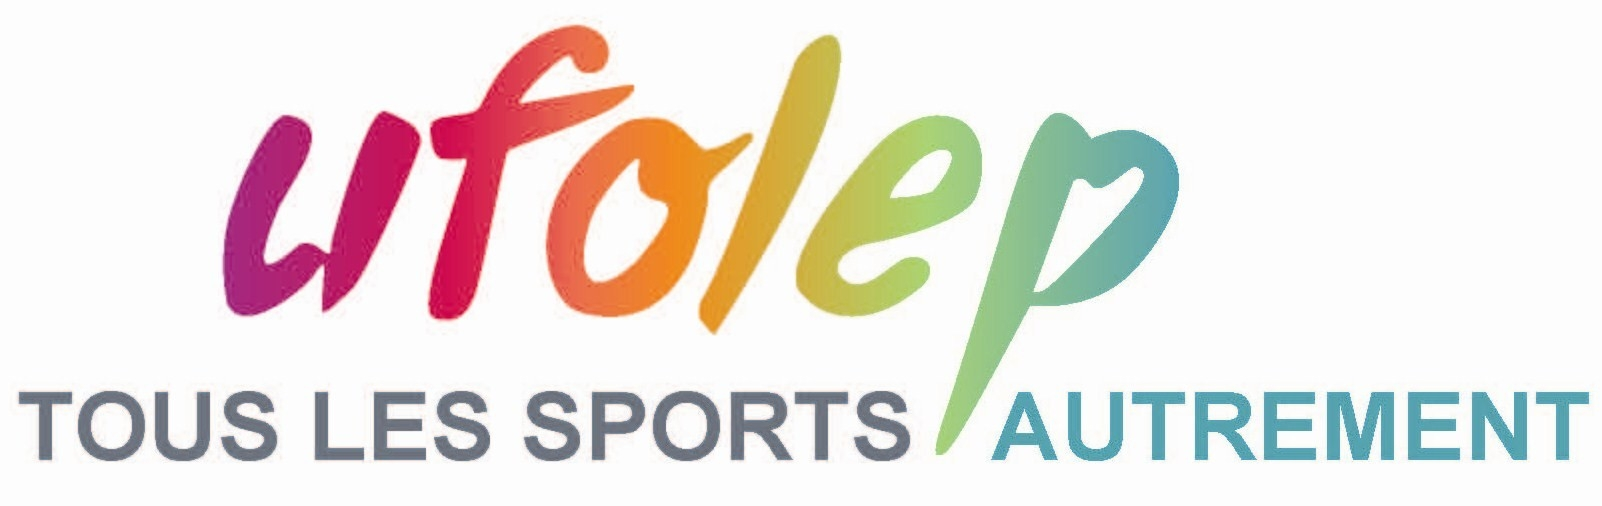 ufolep
TOUS LES SPORTS AUTREMENT